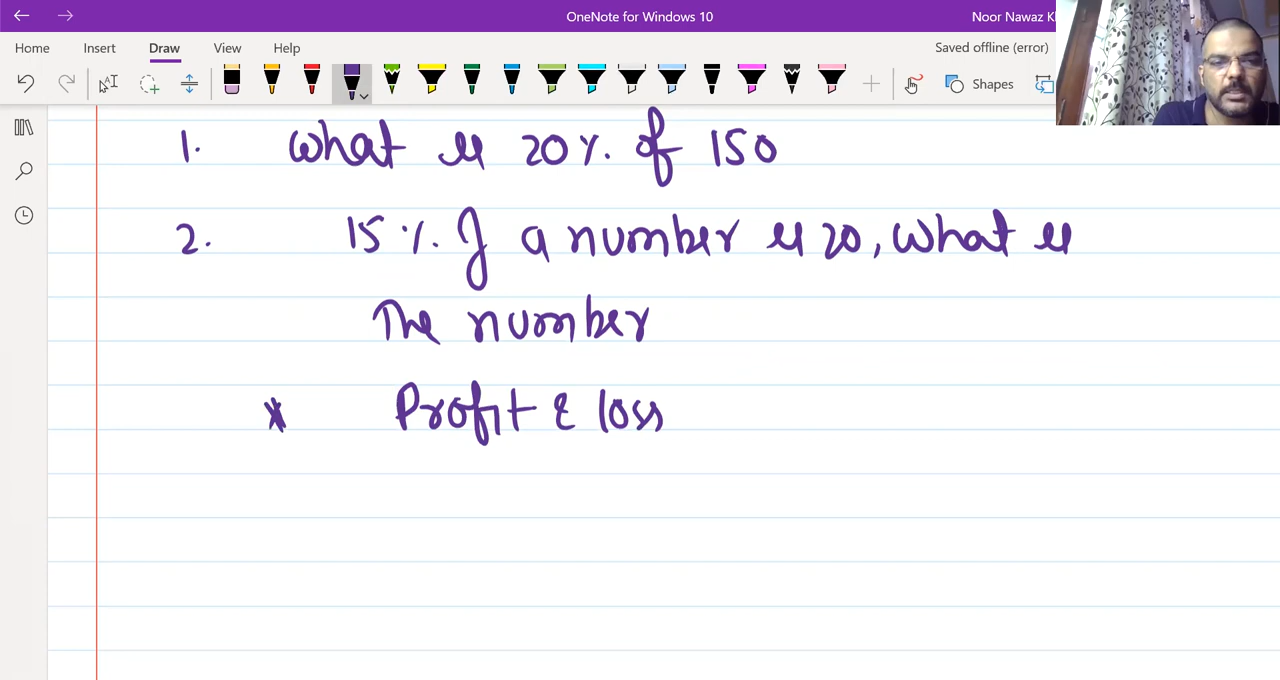 OneNote for Windows 10
Noor Nawaz Kh
Home Insert Draw View Help
Saved offline (error)
Shapes
1. What is 20%. of 150
2. 15%. of a number is 20, what is
The number
* Profit & loss